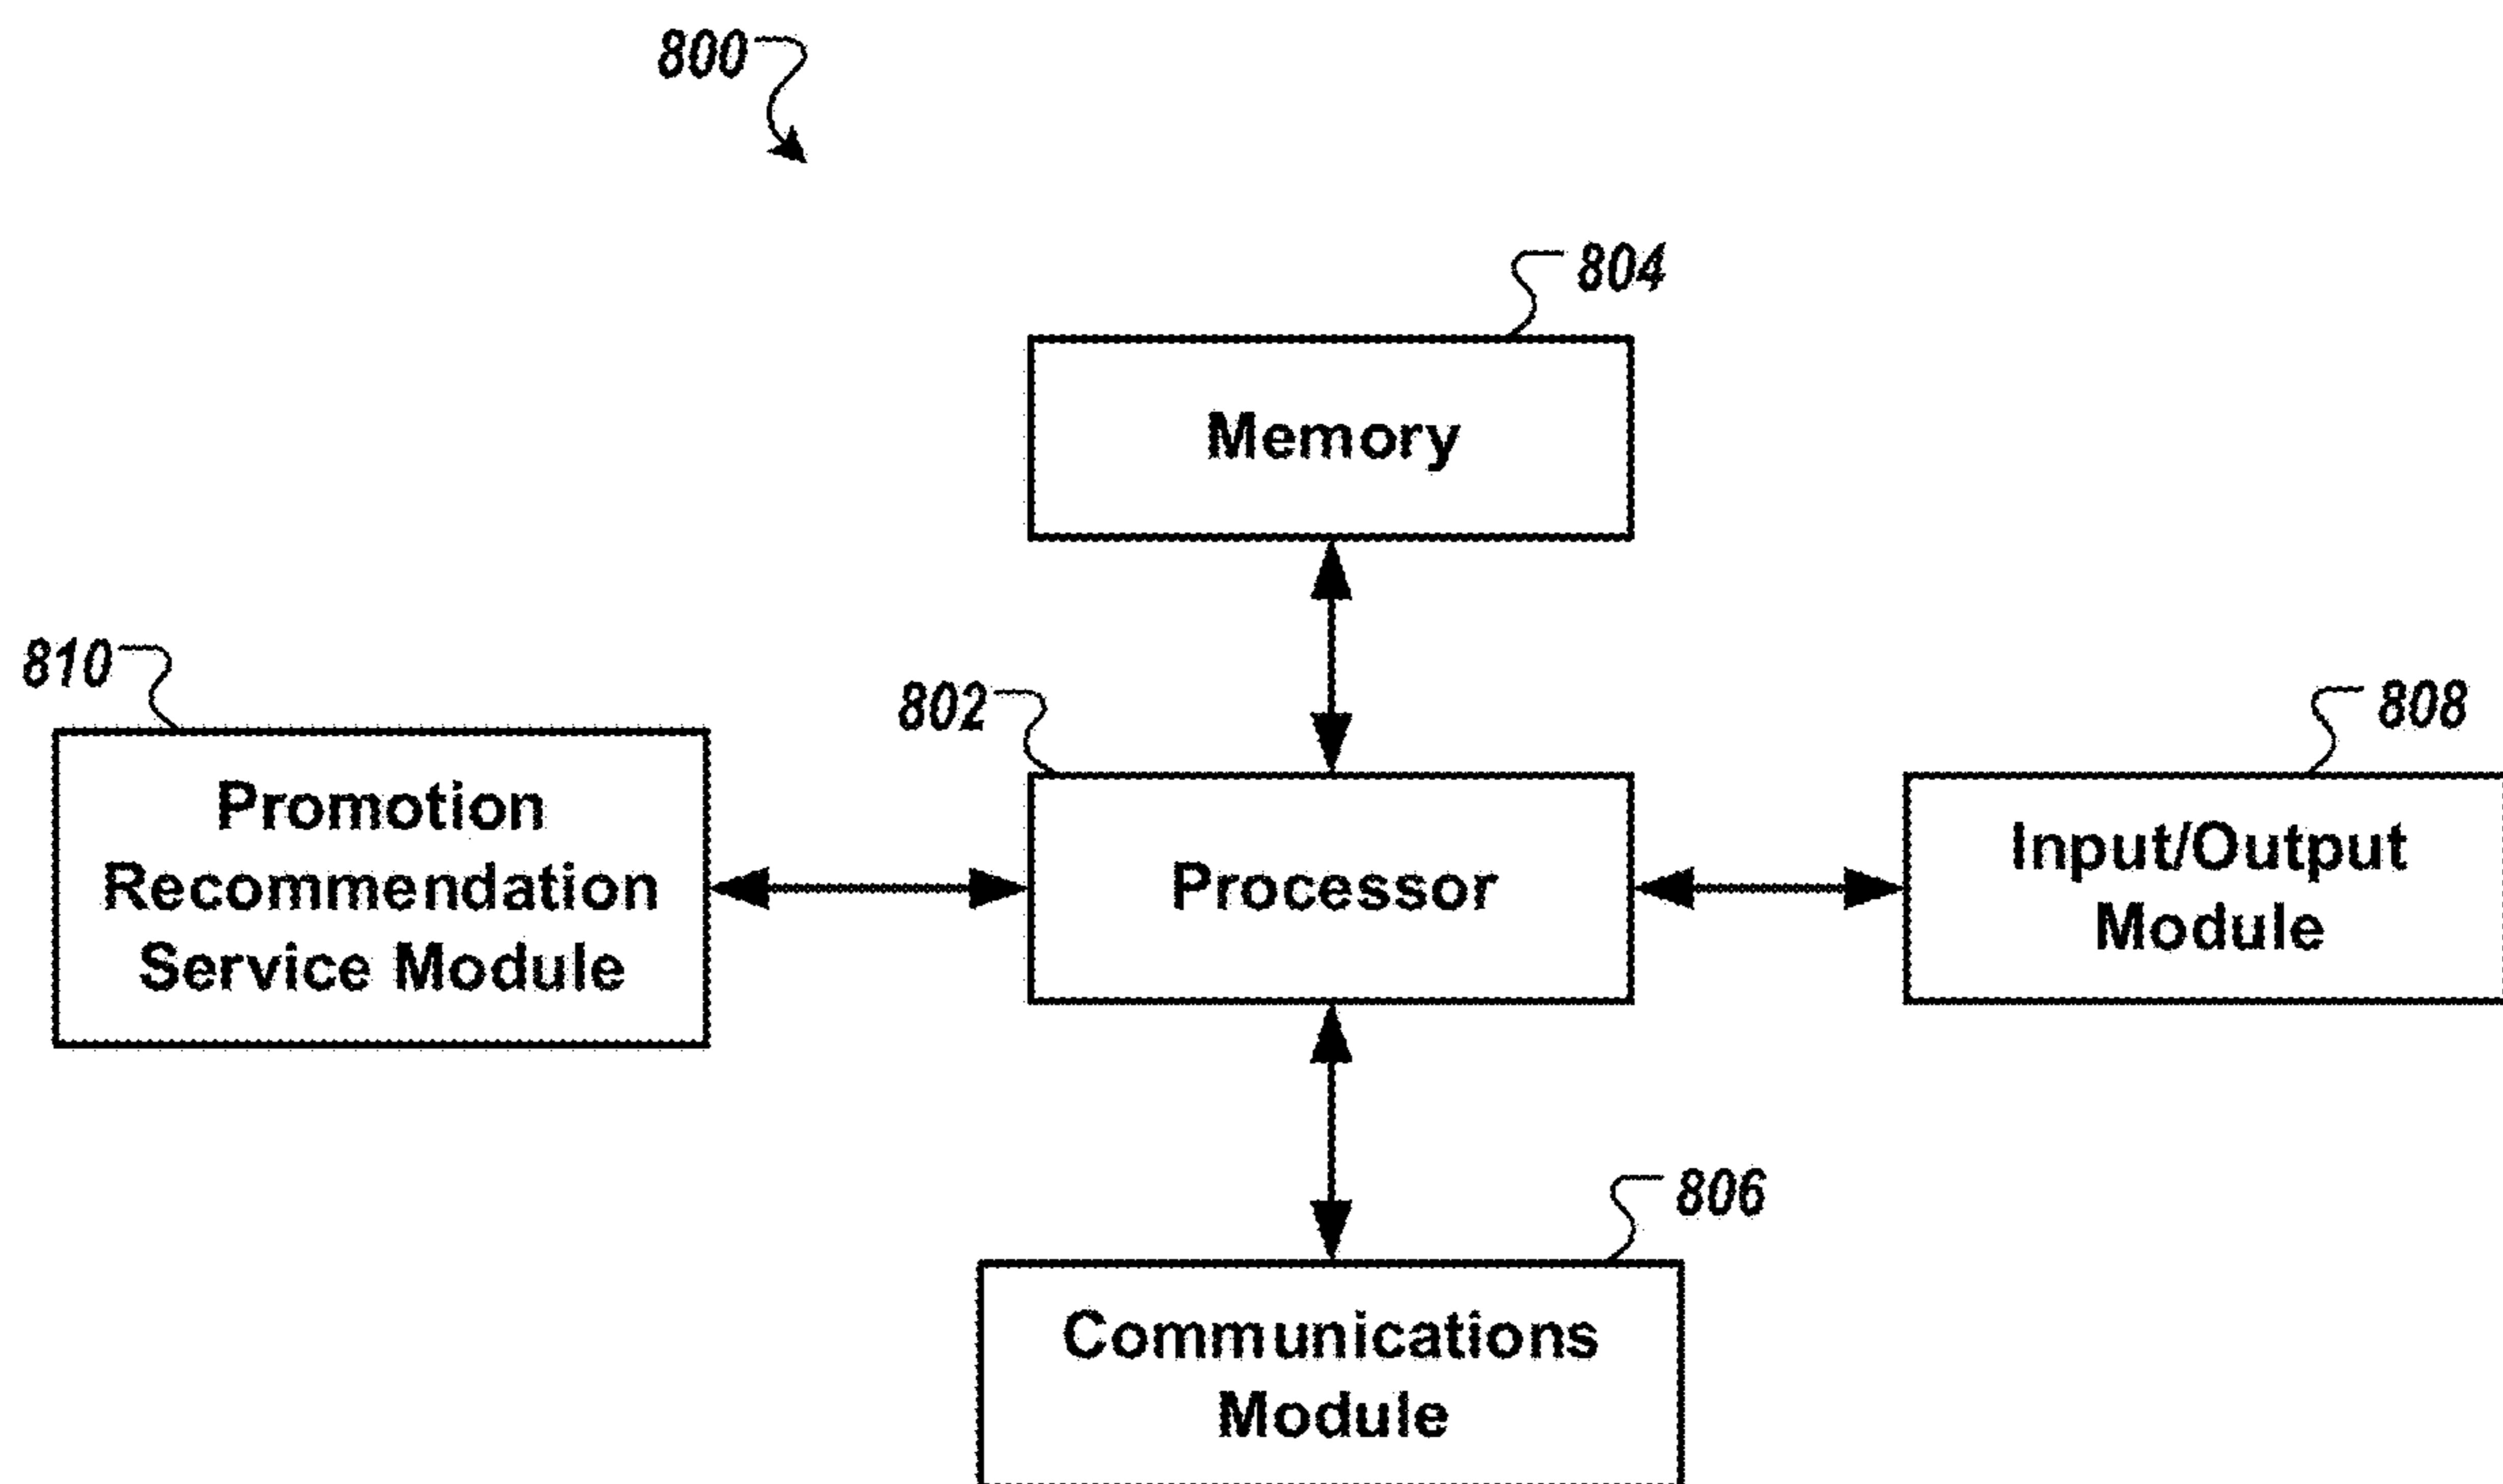 800
804
Memory
810
802
808
Promotion
Recommendation
Service Module
Processor
Input/Output
Module
806
Communications
Module